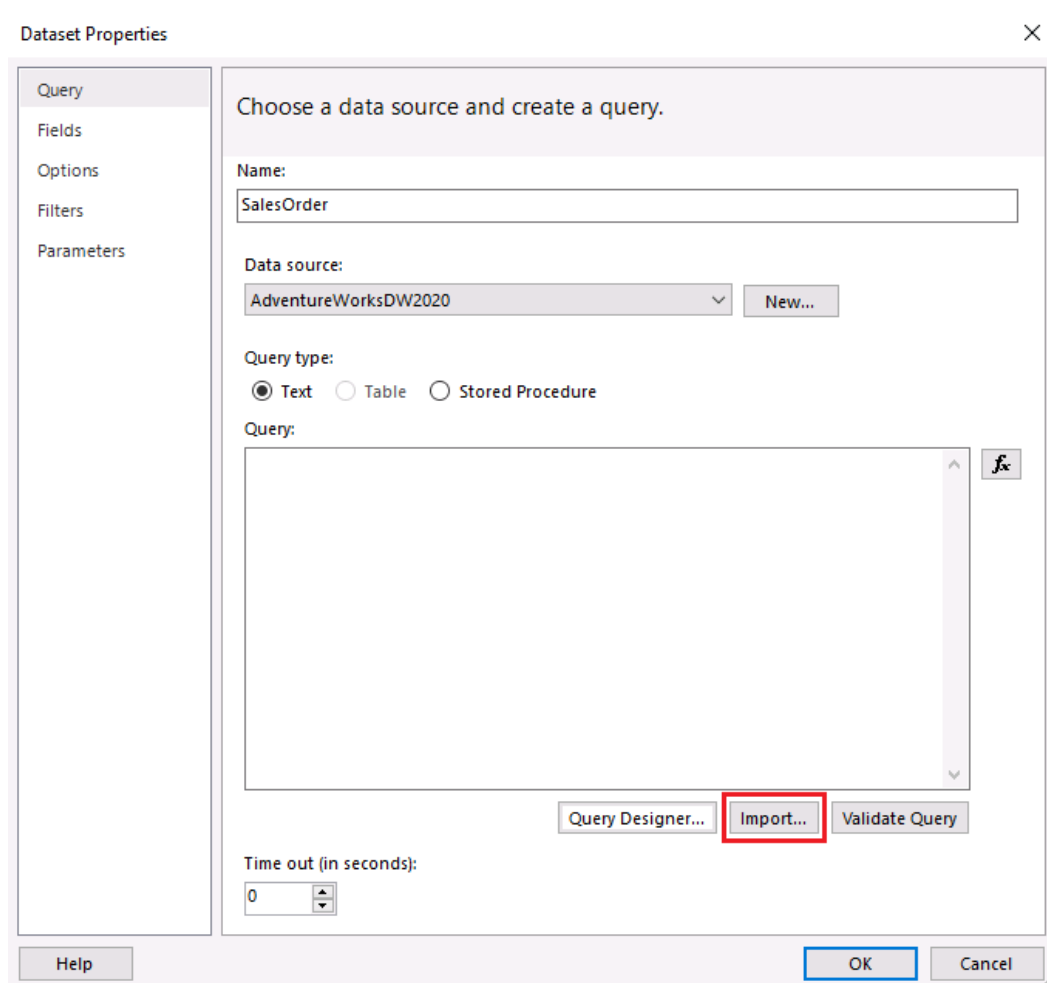 Dataset Properties
Query
Fields
Options
Filters
Parameters
Choose a data source and create a query.
Name:
SalesOrder
Data source:
AdventureWorksDW2020
New...
Query type:
Text Table Stored Procedure
Query:
fx
Query Designer... Import... Validate Query
Time out (in seconds):
0
Help OK Cancel